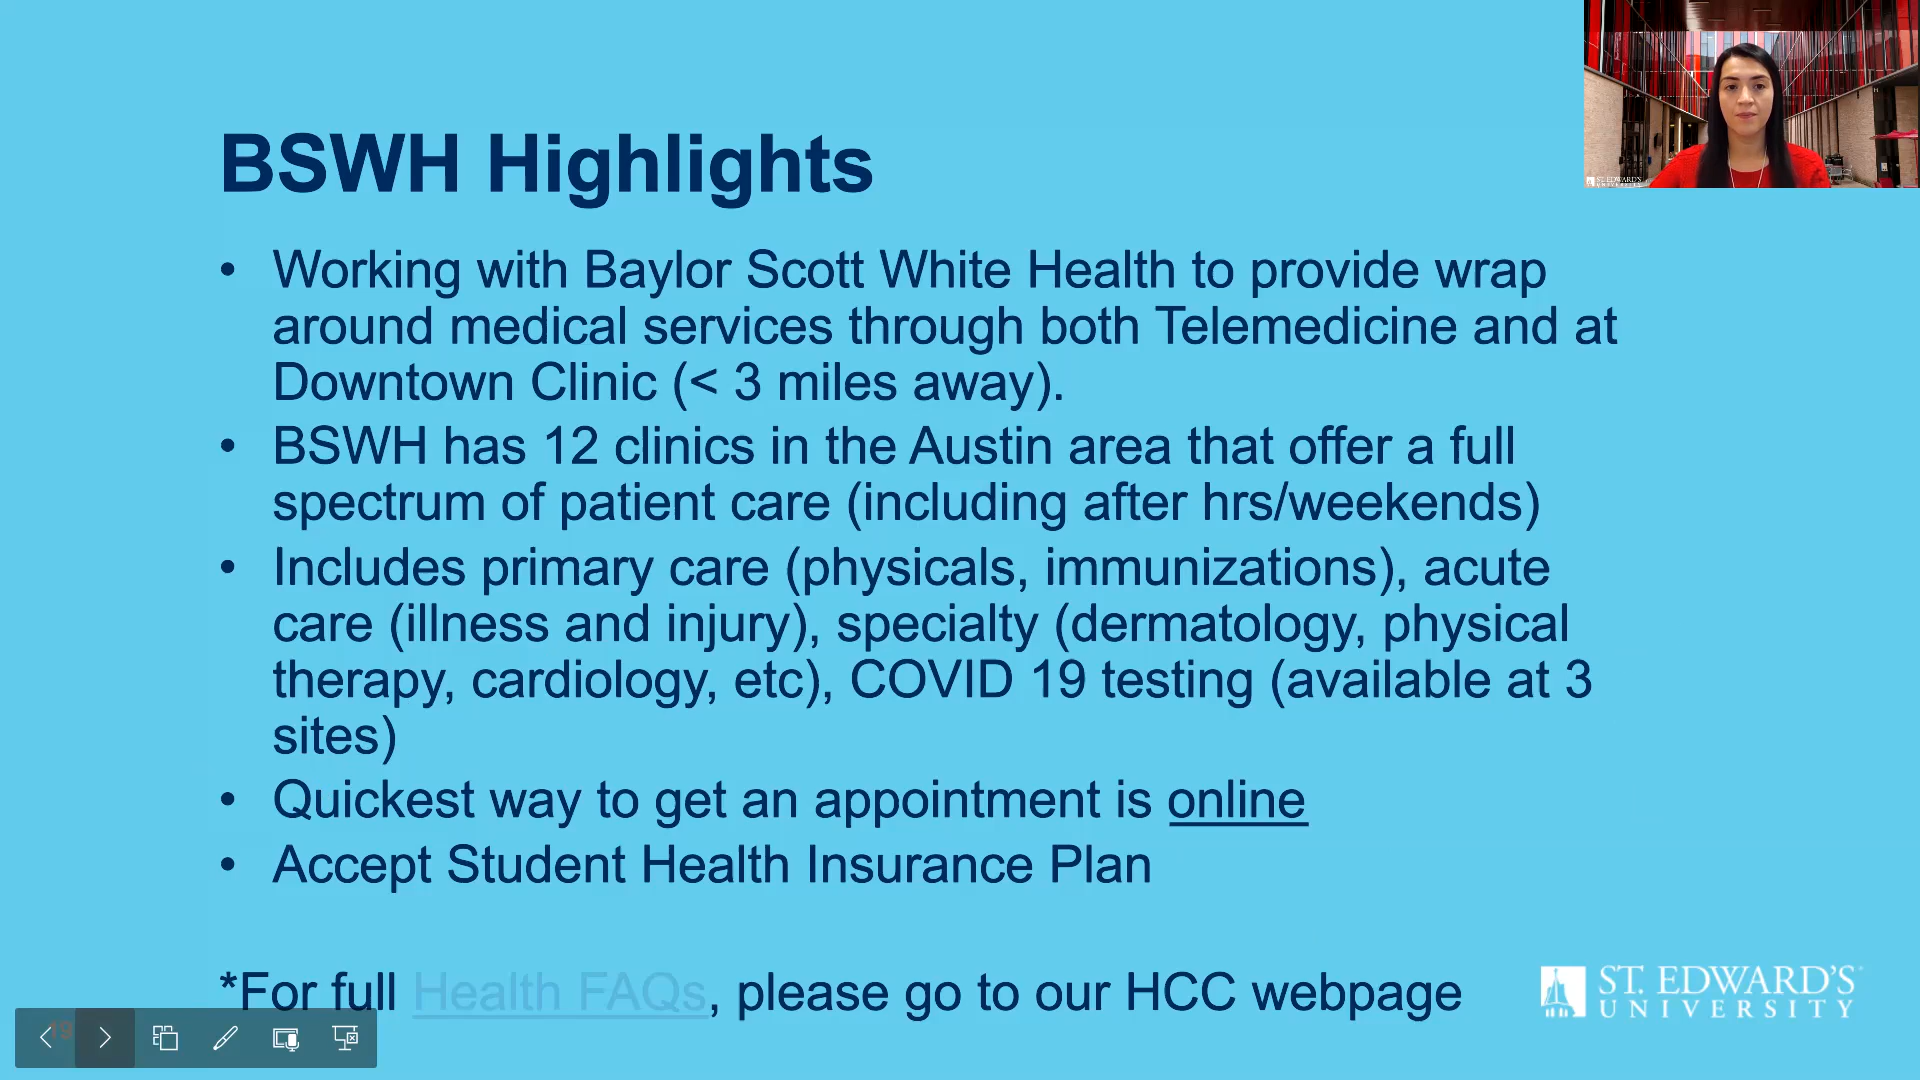 BSWH Highlights
• Working with Baylor Scott White Health to provide wrap
around medical services through both Telemedicine and at
Downtown Clinic (< 3 miles away).
• BSWH has 12 clinics in the Austin area that offer a full
spectrum of patient care (including after hrs/weekends)
• Includes primary care (physicals, immunizations), acute
care (illness and injury), specialty (dermatology, physical
therapy, cardiology, etc), COVID 19 testing (available at 3
sites)
• Quickest way to get an appointment is online
• Accept Student Health Insurance Plan
*For full Health FAQs, please go to our HCC webpage
19
ST. EDWARD'S
UNIVERSITY
ST. EDWARD'S
UNIVERSITY